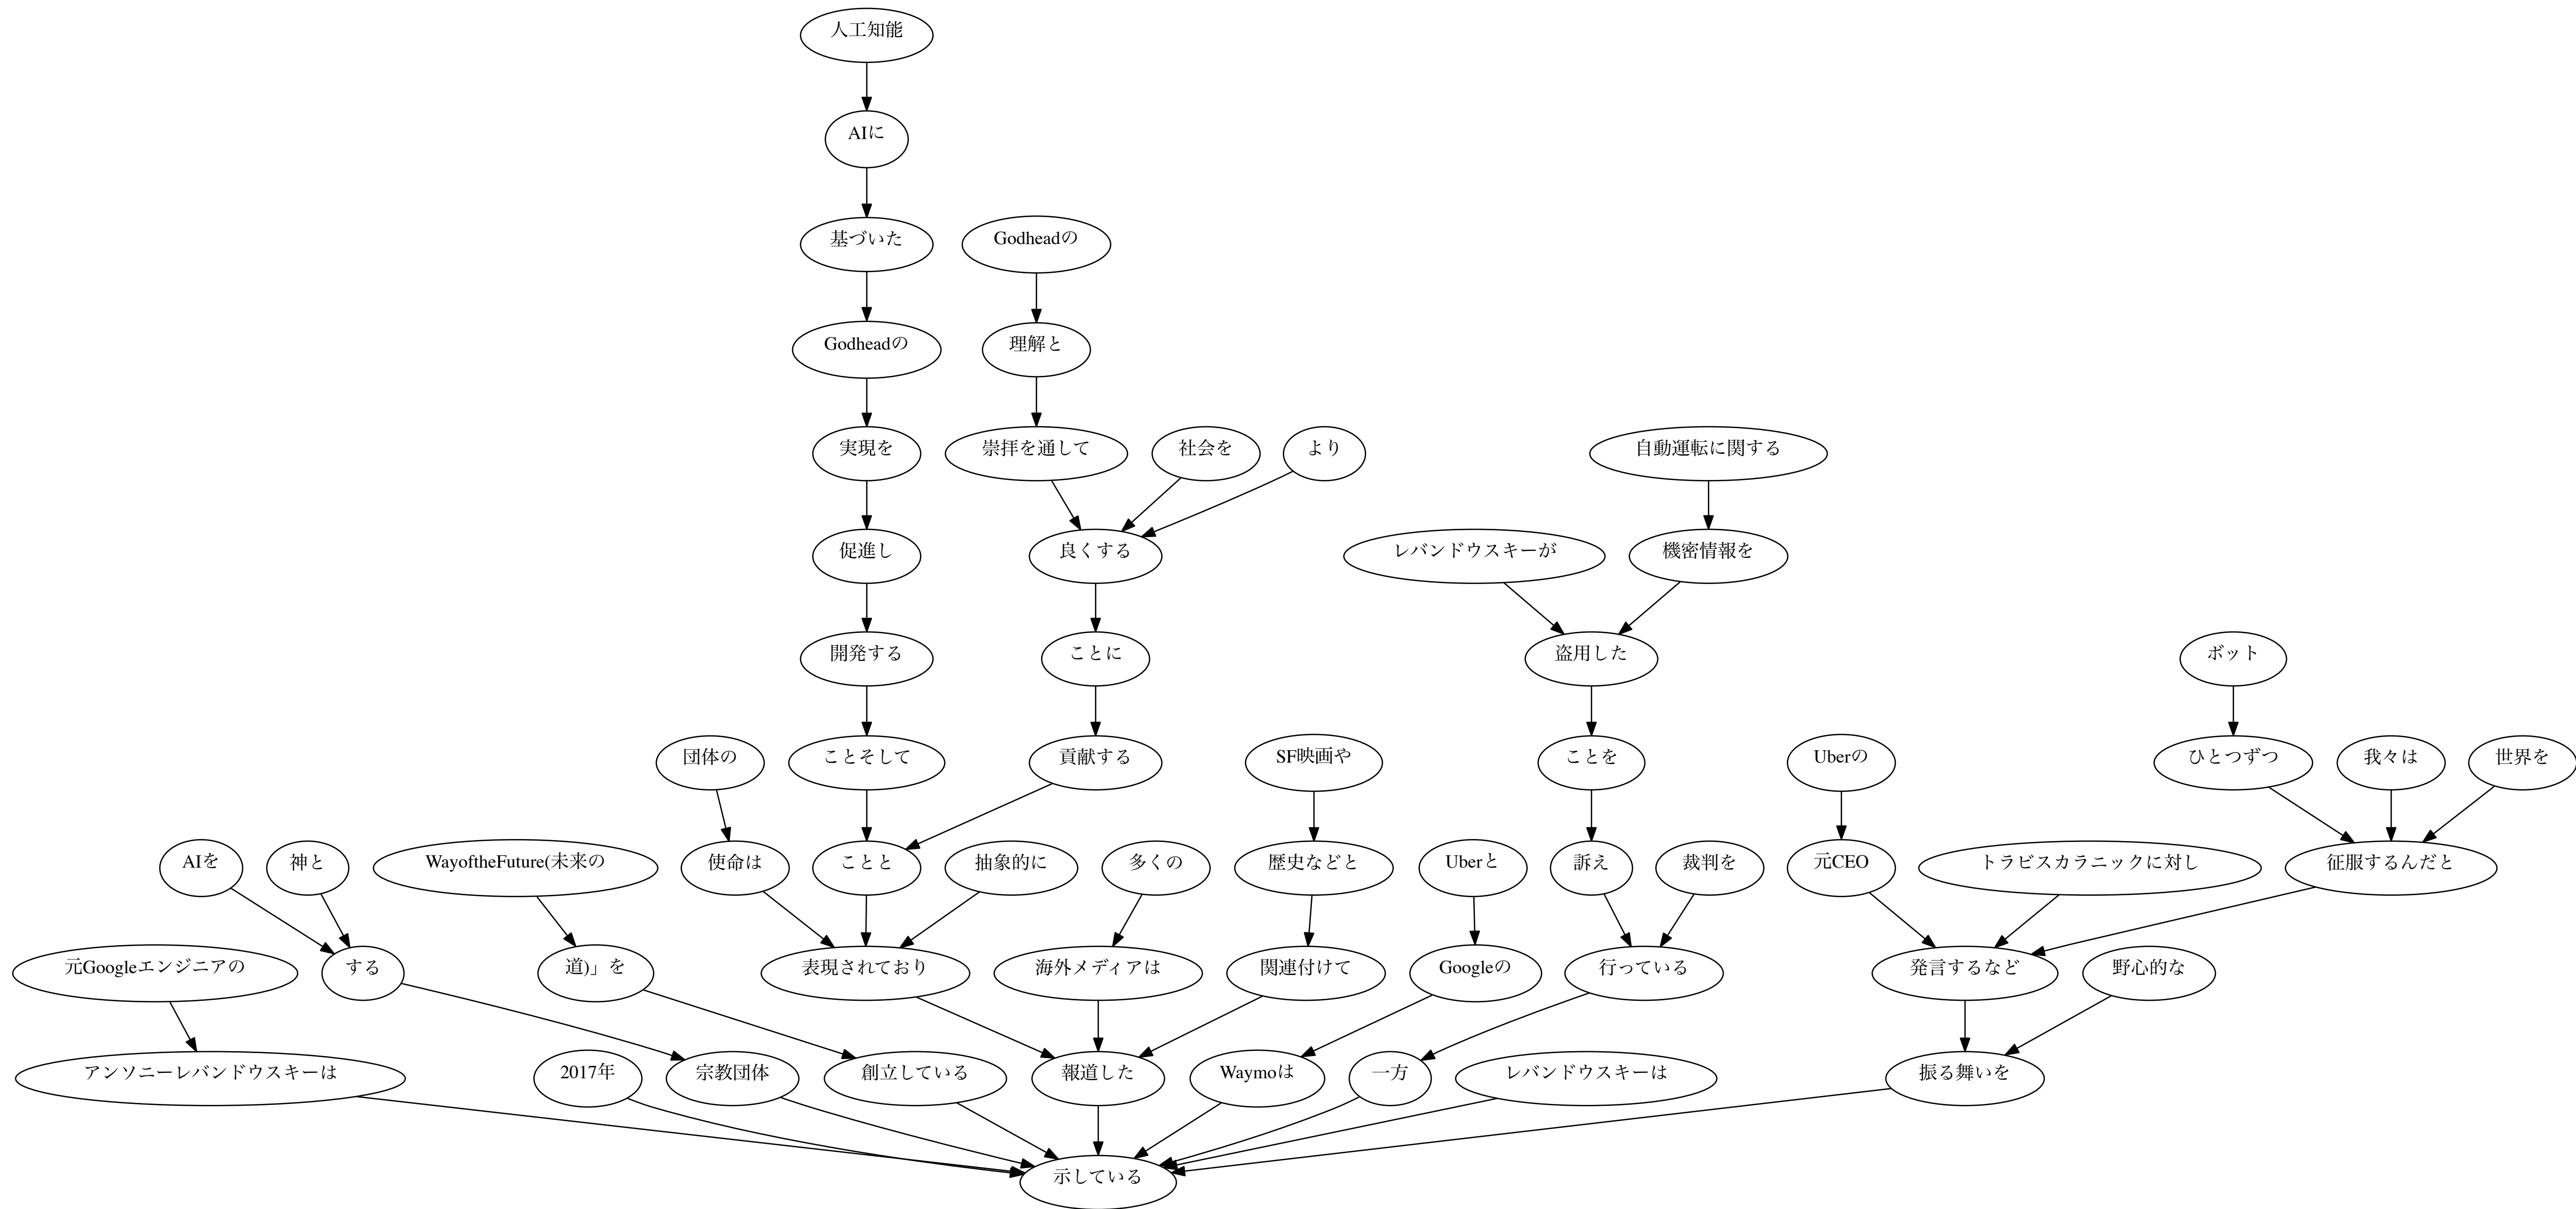 人工知能
AIに
基づいた
Godheadの
Godheadの
理解と
実現を
崇拝を通して
社会を
より
自動運転に関する
促進し
良くする
レバンドウスキーが
機密情報を
開発する
ことに
盗用した
ボット
団体の
ことそして
貢献する
SF映画や
ことを
Uberの
ひとつずつ
我々は
世界を
AIを
神と
WayoftheFuture(未来の
使命は
ことと
抽象的に
多くの
歴史などと
Uberと
訴え
裁判を
元CEO
トラビスカラニックに対し
征服するんだと
元Googleエンジニアの
する
道)」を
表現されており
海外メディアは
関連付けて
Googleの
行っている
発言するなど
野心的な
アンソニーレバンドウスキーは
2017年
宗教団体
創立している
報道した
Waymoは
一方
レバンドウスキーは
振る舞いを
示している